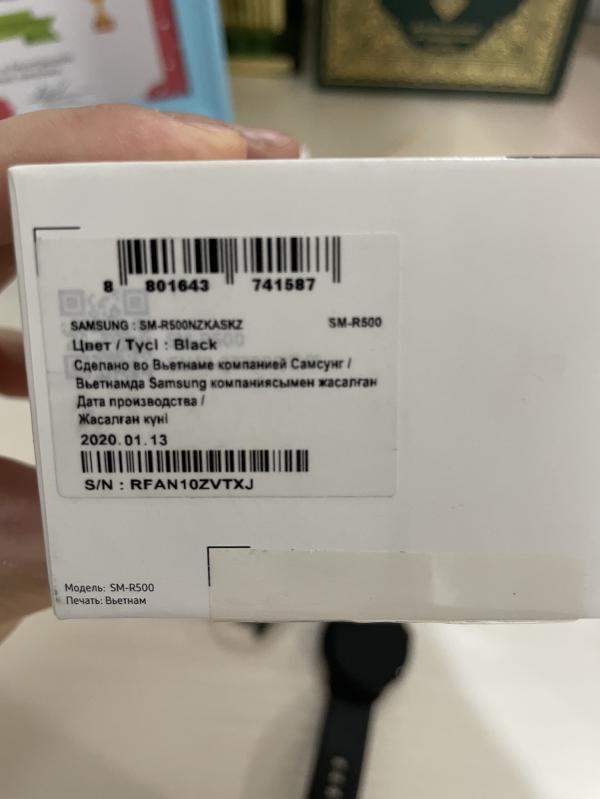 8 801643 741587
SAMSUNG : SM-R500NZKASKZ SM-R500
Цвет / Түсі : Black
Сделано во Вьетнаме компанией Самсунг /
Вьетнамда Samsung компаниясымен жасалған
Дата производства /
Жасалған күні
2020.01.13
S/N : RFAN10ZVTXJ
Модель: SM-R500
Печать: Вьетнам